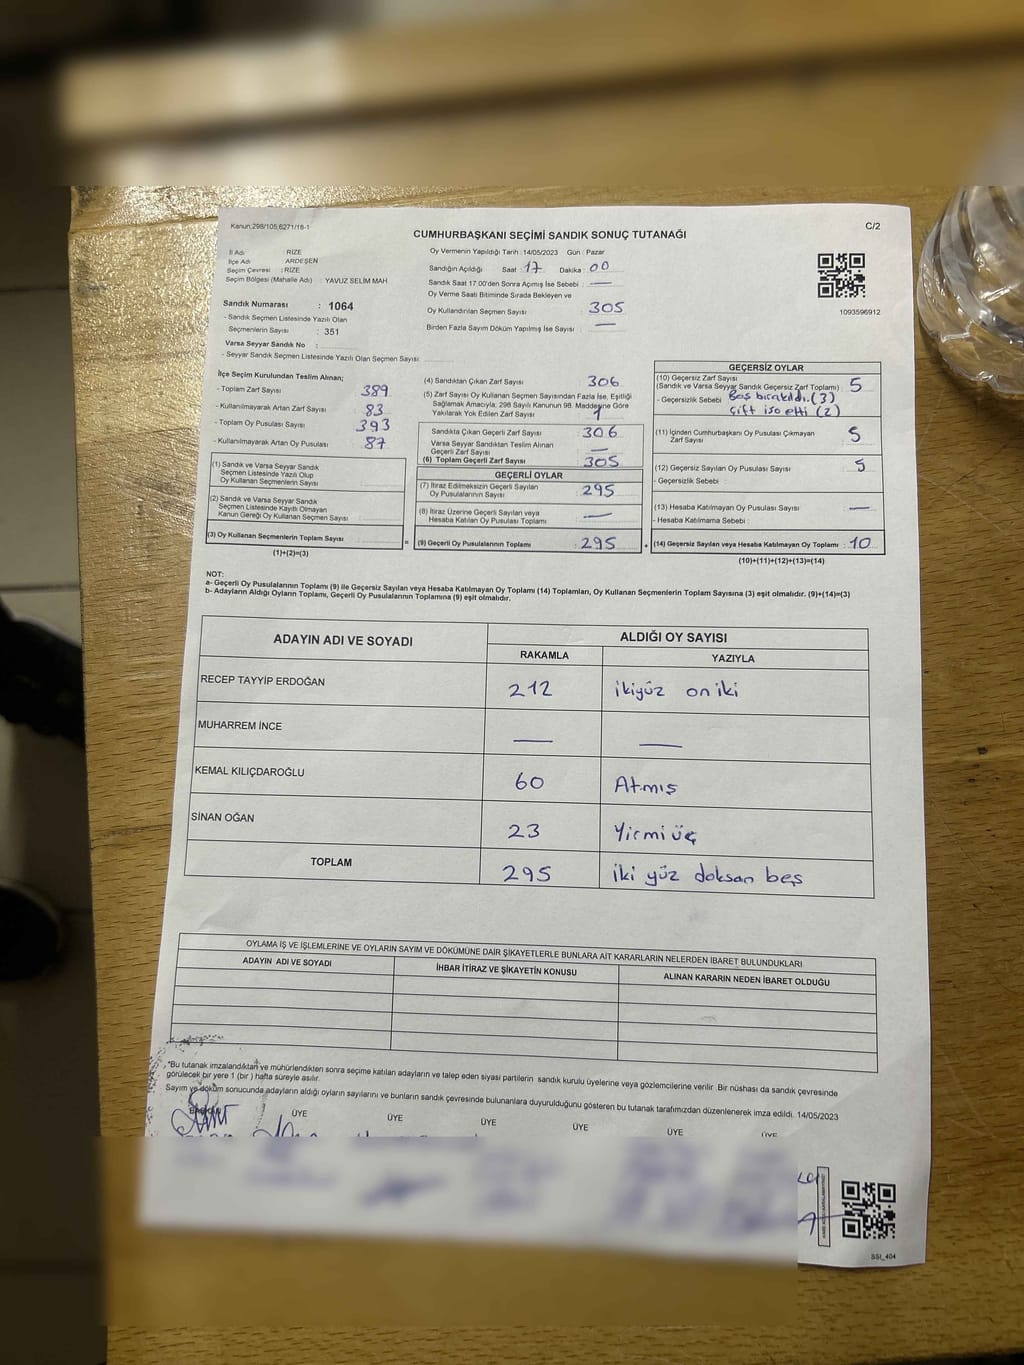 Kanun,298/105,6271/18-1
C/2
CUMHURBAŞKANI SEÇİMİ SANDIK SONUÇ TUTANAĞI
İl Adı : RİZE
İlçe Adı : ARDEŞEN
Seçim Çevresi : RİZE
Seçim Bölgesi (Mahalle Adı) : YAVUZ SELİM MAH.
Sandık Numarası : 1064
- Sandık Seçmen Listesinde Yazılı Olan
Seçmenlerin Sayısı : 351
Varsa Seyyar Sandık No :
- Seyyar Sandık Seçmen Listesinde Yazılı Olan Seçmen Sayısı:
Oy Vermenin Yapıldığı Tarih : 14/05/2023 Gün : Pazar
Sandığın Açıldığı Saat : 17 Dakika : 00
Sandık Saat 17.00'den Sonra Açılmış İse Sebebi : —
Oy Verme Saati Bitiminde Sırada Bekleyen ve
Oy Kullandırılan Seçmen Sayısı : 305
Birden Fazla Sayım Döküm Yapılmış İse Sayısı : —
1093596912
İlçe Seçim Kurulundan Teslim Alınan;
- Toplam Zarf Sayısı : 389
- Kullanılmayarak Artan Zarf Sayısı : 83
- Toplam Oy Pusulası Sayısı : 393
- Kullanılmayarak Artan Oy Pusulası : 87
(1) Sandık ve Varsa Seyyar Sandık
Seçmen Listesinde Yazılı Olup
Oy Kullanan Seçmenlerin Sayısı :
(2) Sandık ve Varsa Seyyar Sandık
Seçmen Listesinde Kayıtlı Olmayan
Kanun Gereği Oy Kullanan Seçmen Sayısı :
(3) Oy Kullanan Seçmenlerin Toplam Sayısı : =
(1)+(2)=(3)
(4) Sandıktan Çıkan Zarf Sayısı : 306
(5) Zarf Sayısı Oy Kullanan Seçmen Sayısından Fazla İse, Eşitliği
Sağlamak Amacıyla, 298 Sayılı Kanunun 98. Maddesine Göre
Yakılarak Yok Edilen Zarf Sayısı : 1
Sandıkta Çıkan Geçerli Zarf Sayısı : 306
Varsa Seyyar Sandıktan Teslim Alınan
Geçerli Zarf Sayısı : —
(6) Toplam Geçerli Zarf Sayısı : 305
GEÇERLİ OYLAR
(7) İtiraz Edilmeksizin Geçerli Sayılan
Oy Pusulalarının Sayısı : 295
(8) İtiraz Üzerine Geçerli Sayılan veya
Hesaba Katılan Oy Pusulası Toplamı : —
(9) Geçerli Oy Pusulalarının Toplamı : 295 +
GEÇERSİZ OYLAR
(10) Geçersiz Zarf Sayısı
(Sandık ve Varsa Seyyar Sandık Geçersiz Zarf Toplamı) : 5
- Geçersizlik Sebebi : Boş bırakıldı.(3)
çift iso etti (2)
(11) İçinden Cumhurbaşkanı Oy Pusulası Çıkmayan
Zarf Sayısı : 5
(12) Geçersiz Sayılan Oy Pusulası Sayısı : 5
- Geçersizlik Sebebi :
(13) Hesaba Katılmayan Oy Pusulası Sayısı : —
- Hesaba Katılmama Sebebi :
(14) Geçersiz Sayılan veya Hesaba Katılmayan Oy Toplamı : 10
(10)+(11)+(12)+(13)=(14)
NOT:
a- Geçerli Oy Pusulalarının Toplamı (9) ile Geçersiz Sayılan veya Hesaba Katılmayan Oy Toplamı (14) Toplamları, Oy Kullanan Seçmenlerin Toplam Sayısına (3) eşit olmalıdır. (9)+(14)=(3)
b- Adayların Aldığı Oyların Toplamı, Geçerli Oy Pusulalarının Toplamına (9) eşit olmalıdır.
ADAYIN ADI VE SOYADI
ALDIĞI OY SAYISI
RAKAMLA YAZIYLA
RECEP TAYYİP ERDOĞAN 212 ikiyüz oniki
MUHARREM İNCE — —
KEMAL KILIÇDAROĞLU 60 Atmış
SİNAN OĞAN 23 Yirmi üç
TOPLAM 295 iki yüz doksan beş
OYLAMA İŞ VE İŞLEMLERİNE VE OYLARIN SAYIM VE DÖKÜMÜNE DAİR ŞİKAYETLERLE BUNLARA AİT KARARLARIN NELERDEN İBARET BULUNDUKLARI
ADAYIN ADI VE SOYADI İHBAR İTİRAZ VE ŞİKAYETİN KONUSU ALINAN KARARIN NEDEN İBARET OLDUĞU
*Bu tutanak imzalandıktan ve mühürlendikten sonra seçime katılan adayların ve talep eden siyasi partilerin sandık kurulu üyelerine veya gözlemcilerine verilir. Bir nüshası da sandık çevresinde
görülecek bir yere 1 (bir ) hafta süreyle asılır.
Sayım ve döküm sonucunda adayların aldığı oyların sayılarını ve bunların sandık çevresinde bulunanlara duyurulduğunu gösteren bu tutanak tarafımızdan düzenlenerek imza edildi. 14/05/2023
BAŞKAN ÜYE ÜYE ÜYE ÜYE ÜYE ÜYE
SSI_404